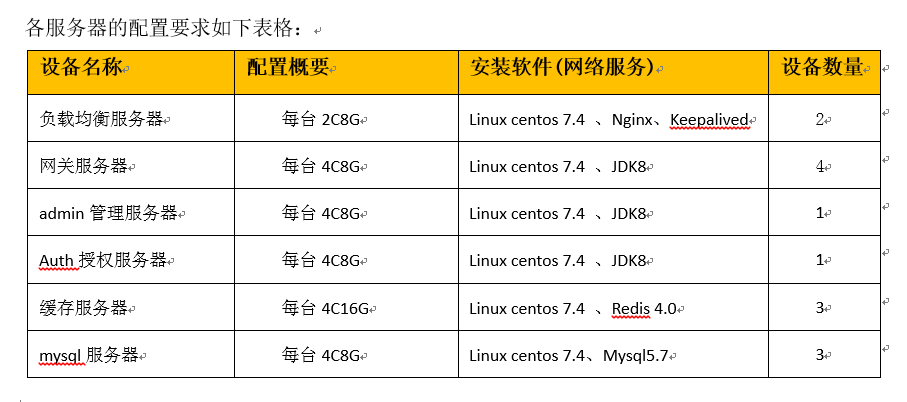 各服务器的配置要求如下表格：
设备名称 配置概要 安装软件(网络服务) 设备数量
负载均衡服务器 每台 2C8G Linux centos 7.4 、Nginx、Keepalived 2
网关服务器 每台 4C8G Linux centos 7.4 、JDK8 4
admin 管理服务器 每台 4C8G Linux centos 7.4 、JDK8 1
Auth 授权服务器 每台 4C8G Linux centos 7.4 、JDK8 1
缓存服务器 每台 4C16G Linux centos 7.4 、Redis 4.0 3
mysql 服务器 每台 4C8G Linux centos 7.4、Mysql5.7 3